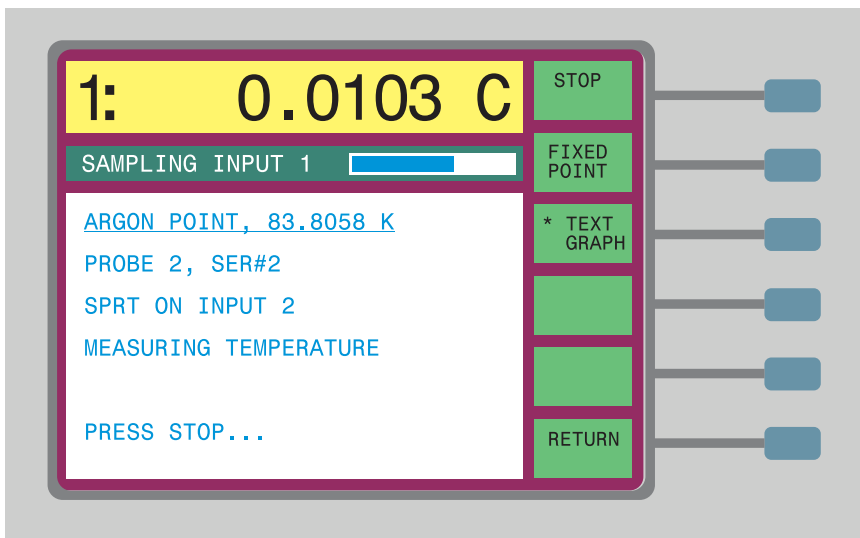 1: 0.0103 C
SAMPLING INPUT 1
ARGON POINT, 83.8058 K
PROBE 2, SER#2
SPRT ON INPUT 2
MEASURING TEMPERATURE
PRESS STOP...
STOP
FIXED
POINT
* TEXT
GRAPH
RETURN